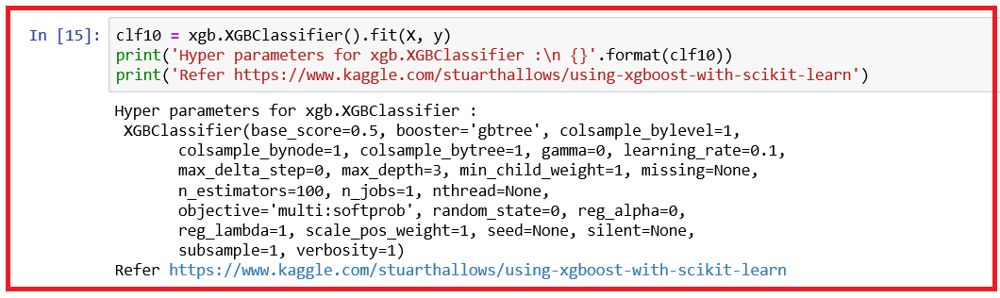 In [15]: clf10 = xgb.XGBClassifier().fit(X, y)
print('Hyper parameters for xgb.XGBClassifier :\n {}'.format(clf10))
print('Refer https://www.kaggle.com/stuarthallows/using-xgboost-with-scikit-learn')
Hyper parameters for xgb.XGBClassifier :
XGBClassifier(base_score=0.5, booster='gbtree', colsample_bylevel=1,
colsample_bynode=1, colsample_bytree=1, gamma=0, learning_rate=0.1,
max_delta_step=0, max_depth=3, min_child_weight=1, missing=None,
n_estimators=100, n_jobs=1, nthread=None,
objective='multi:softprob', random_state=0, reg_alpha=0,
reg_lambda=1, scale_pos_weight=1, seed=None, silent=None,
subsample=1, verbosity=1)
Refer https://www.kaggle.com/stuarthallows/using-xgboost-with-scikit-learn